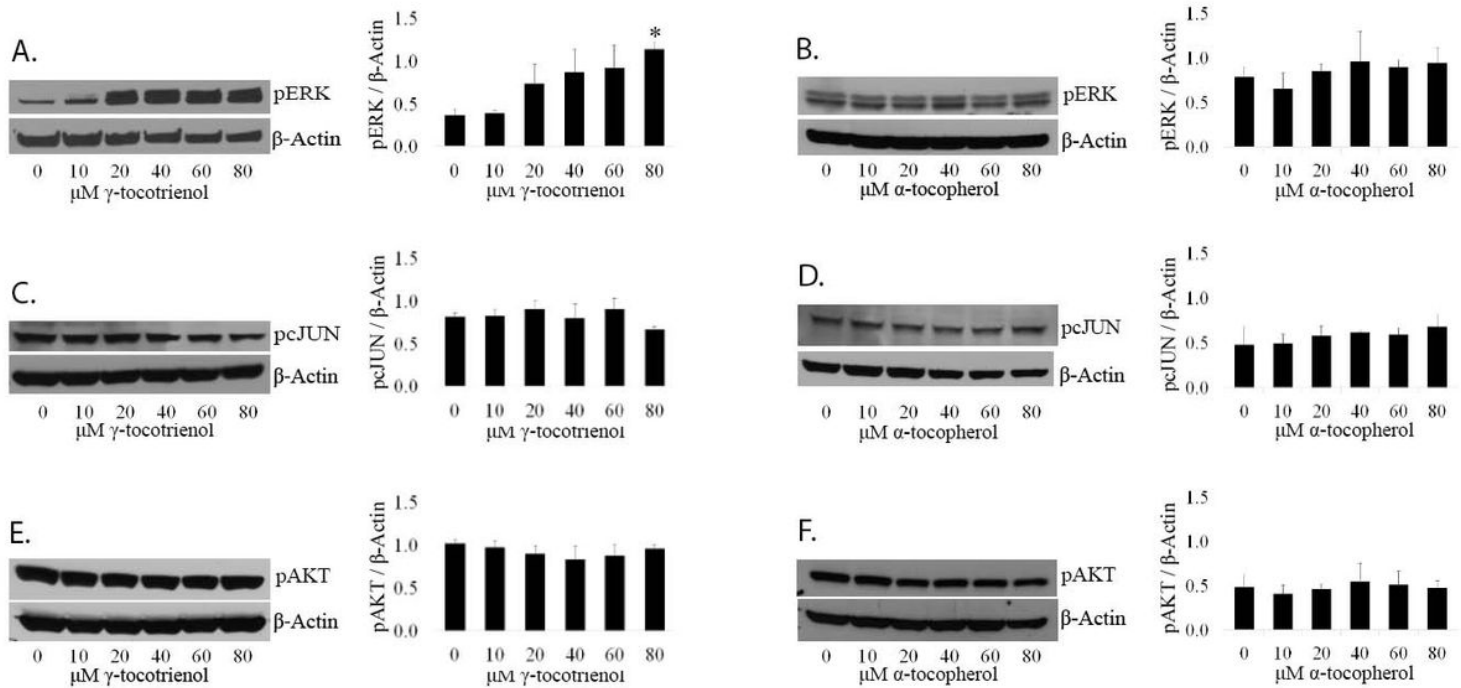 A.
pERK
β-Actin
0 10 20 40 60 80
μM γ-tocotrienol
pERK / β-Actin
1.5
1.0
0.5
0.0
*
0 10 20 40 60 80
μM γ-tocotrienol
B.
pERK
β-Actin
0 10 20 40 60 80
μM α-tocopherol
pERK / β-Actin
1.5
1.0
0.5
0.0
0 10 20 40 60 80
μM α-tocopherol
C.
pcJUN
β-Actin
0 10 20 40 60 80
μM γ-tocotrienol
pcJUN / β-Actin
1.5
1.0
0.5
0.0
0 10 20 40 60 80
μM γ-tocotrienol
D.
pcJUN
β-Actin
0 10 20 40 60 80
μM α-tocopherol
pcJUN / β-Actin
1.5
1.0
0.5
0.0
0 10 20 40 60 80
μM α-tocopherol
E.
pAKT
β-Actin
0 10 20 40 60 80
μM γ-tocotrienol
pAKT / β-Actin
1.5
1.0
0.5
0.0
0 10 20 40 60 80
μM γ-tocotrienol
F.
pAKT
β-Actin
0 10 20 40 60 80
μM α-tocopherol
pAKT / β-Actin
1.5
1.0
0.5
0.0
0 10 20 40 60 80
μM α-tocopherol